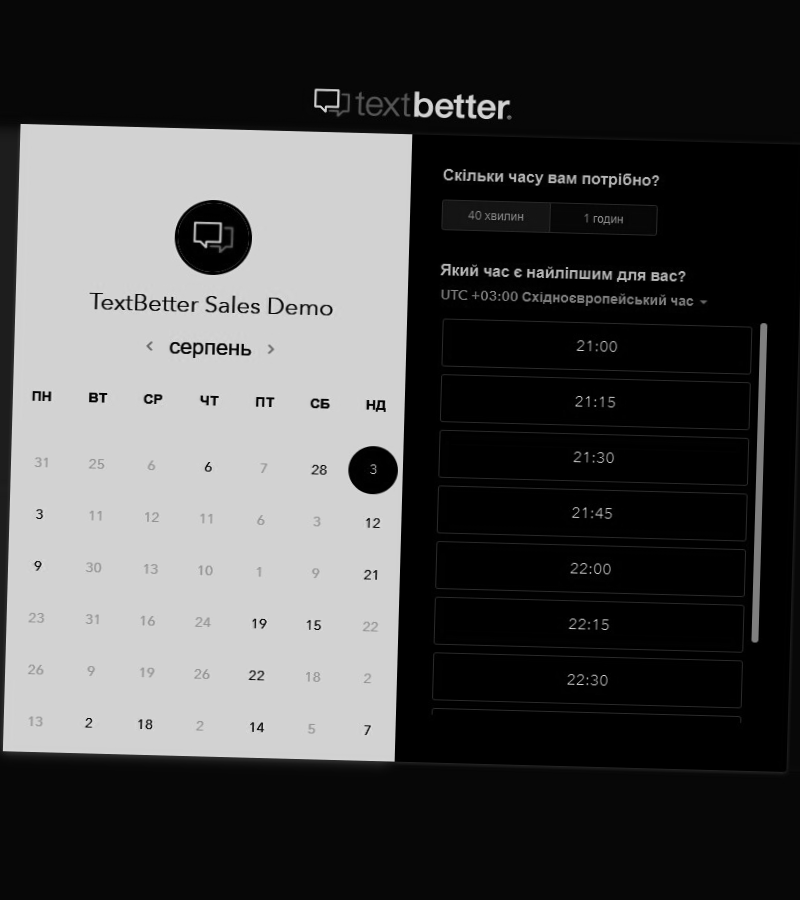 textbetter.
TextBetter Sales Demo
серпень
ПН ВТ СР ЧТ ПТ СБ НД
31 25 6 6 7 28 3
3 11 12 11 6 3 12
9 30 13 10 1 9 21
23 31 16 24 19 15 22
26 9 19 26 22 18 2
13 2 18 2 14 5 7
Скільки часу вам потрібно?
40 хвилин 1 годин
Який час є найліпшим для вас?
UTC +03:00 Східноєвропейський час
21:00
21:15
21:30
21:45
22:00
22:15
22:30